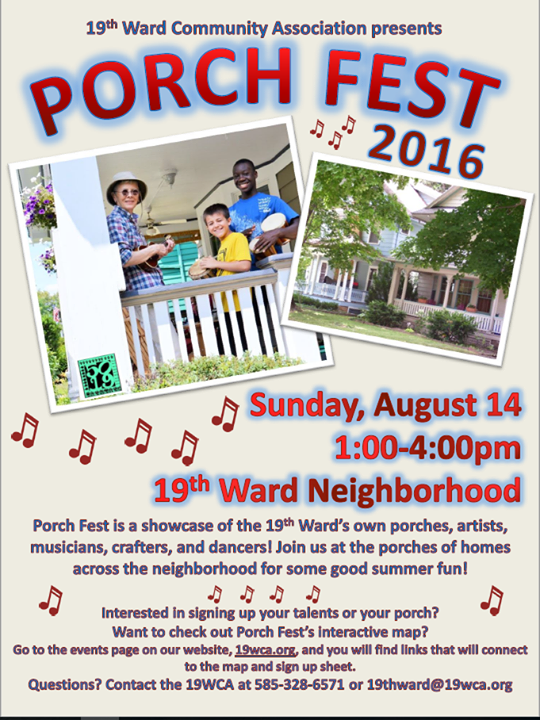 19th Ward Community Association presents
PORCH FEST
2016
Sunday, August 14
1:00-4:00pm
19th Ward Neighborhood
Porch Fest is a showcase of the 19th Ward's own porches, artists,
musicians, crafters, and dancers! Join us at the porches of homes
across the neighborhood for some good summer fun!
Interested in signing up your talents or your porch?
Want to check out Porch Fest's interactive map?
Go to the events page on our website, 19wca.org, and you will find links that will connect
to the map and sign up sheet.
Questions? Contact the 19WCA at 585-328-6571 or 19thward@19wca.org